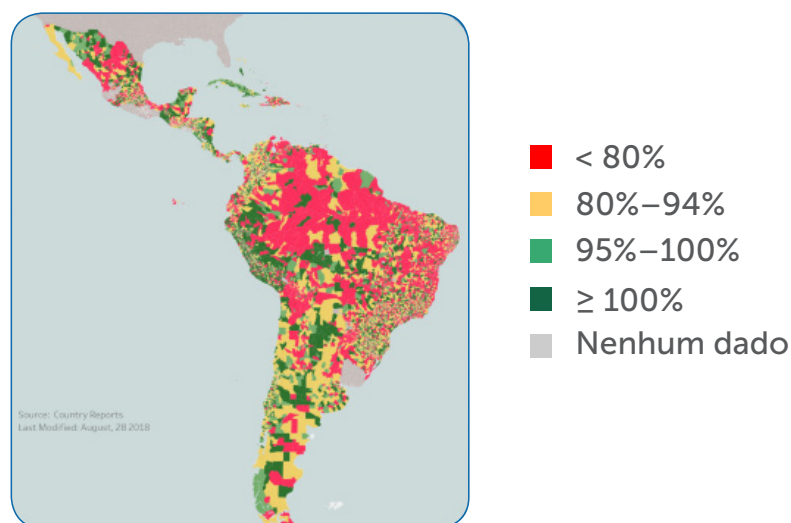 < 80%
80%–94%
95%–100%
≥ 100%
Nenhum dado
Source: Country Reports
Last Modified: August, 28 2018